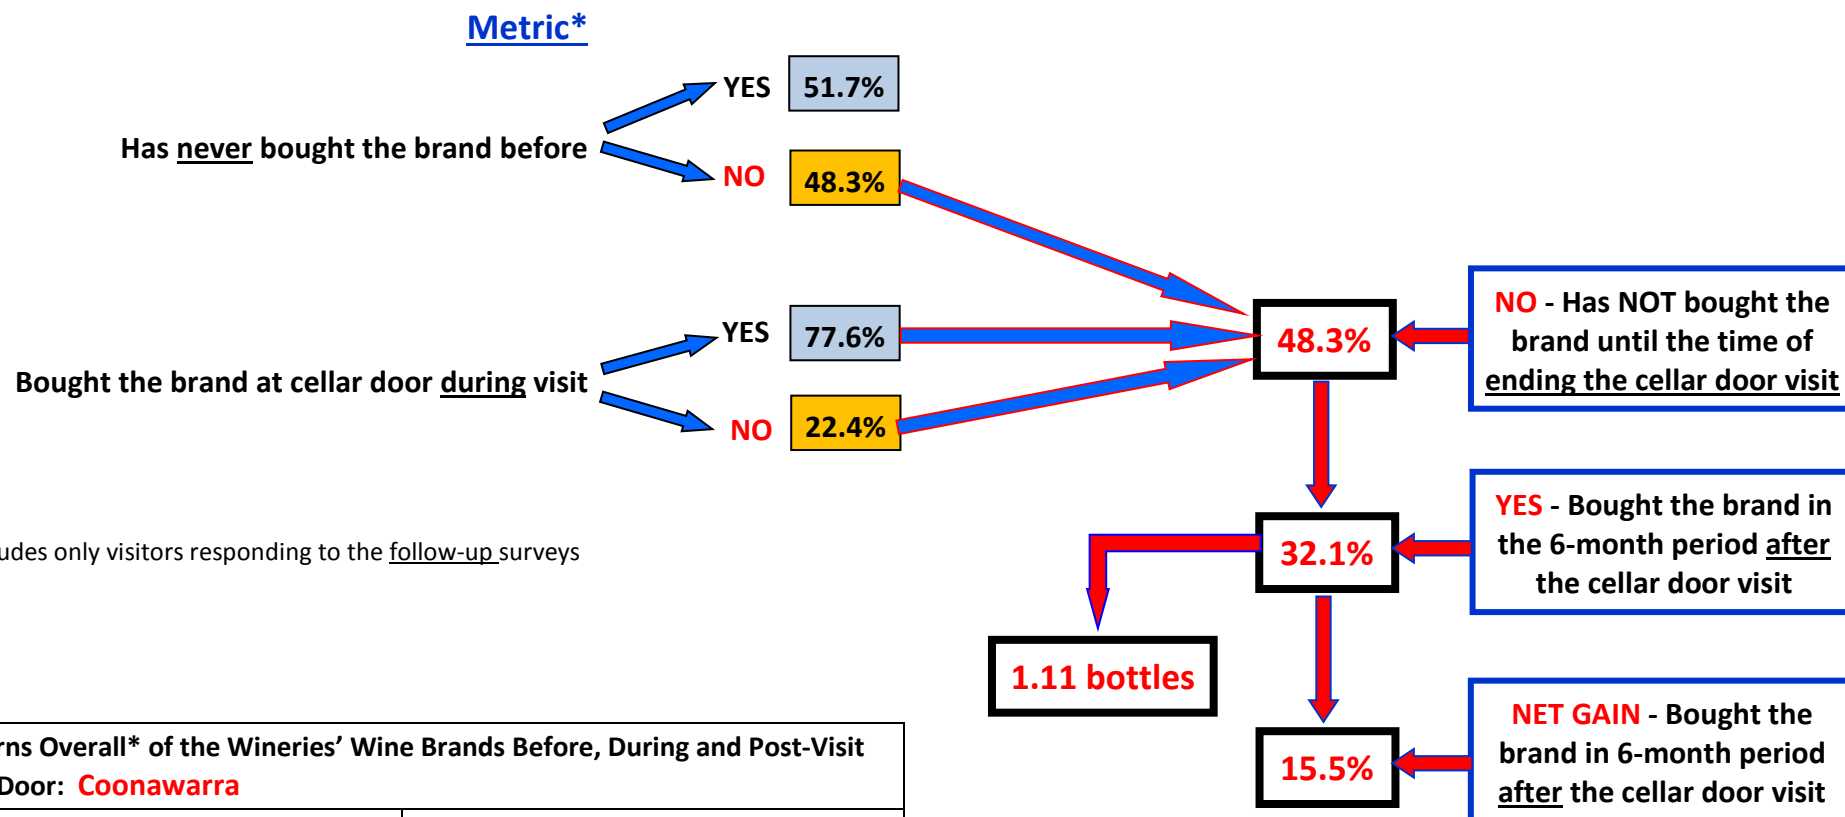 Metric*
YES 51.7%
Has never bought the brand before
NO 48.3%
YES 77.6%
Bought the brand at cellar door during visit
NO 22.4%
48.3%
NO - Has NOT bought the
brand until the time of
ending the cellar door visit
only visitors responding to the follow-up surveys
32.1%
YES - Bought the brand in
the 6-month period after
the cellar door visit
1.11 bottles
15.5%
NET GAIN - Bought the
brand in 6-month period
after the cellar door visit
Overall* of the Wineries’ Wine Brands Before, During and Post-Visit
Door: Coonawarra